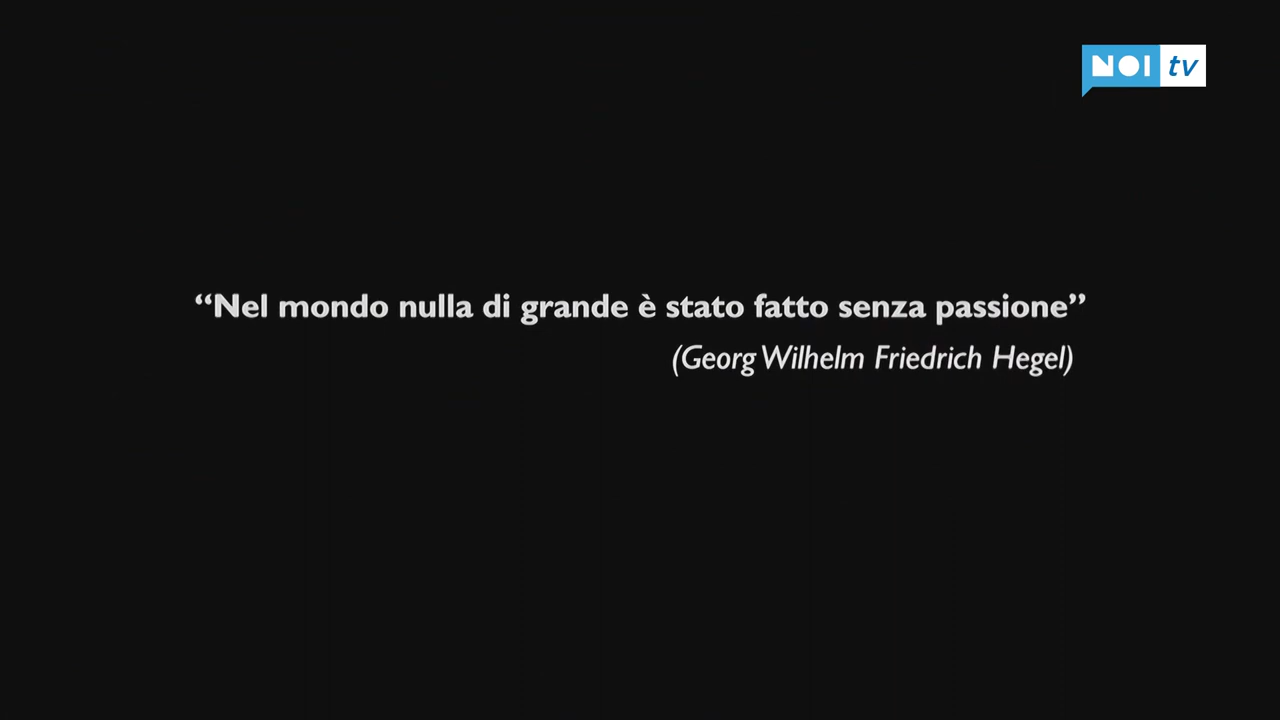 NOI tv
“Nel mondo nulla di grande è stato fatto senza passione”
(Georg Wilhelm Friedrich Hegel)